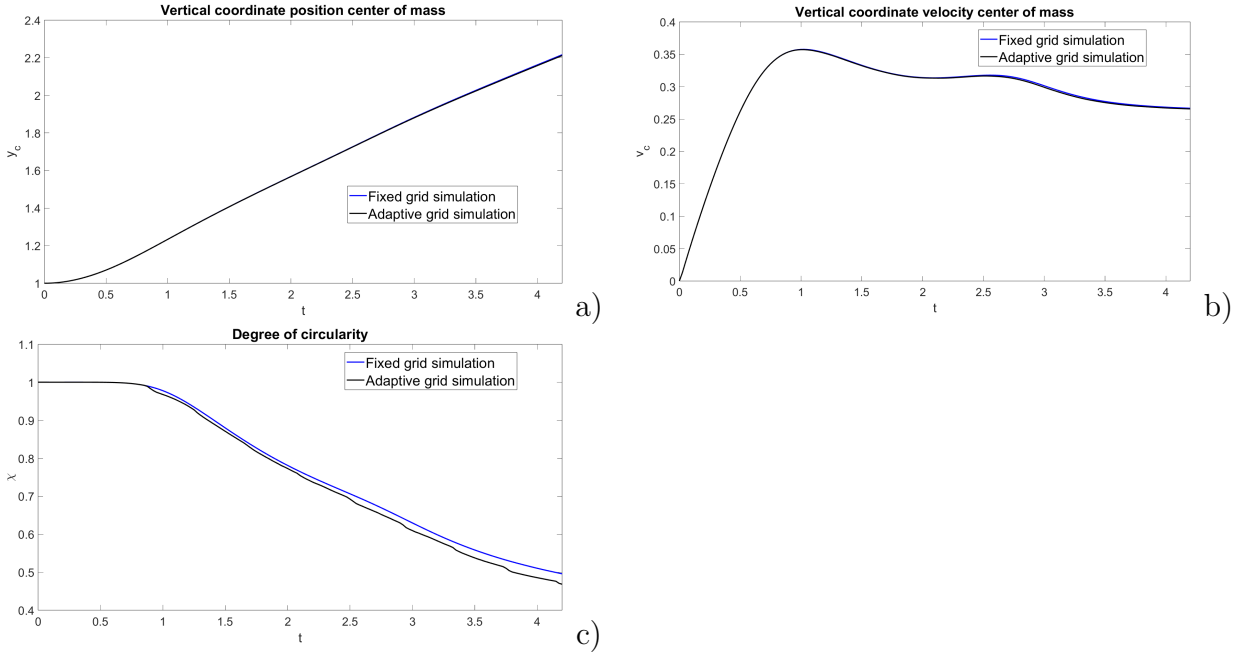 Vertical coordinate position center of mass
2.4
2.2
2
1.8
1.6
1.4
1.2
1
y_c
Fixed grid simulation
Adaptive grid simulation
0 0.5 1 1.5 2 2.5 3 3.5 4
t
a)
Vertical coordinate velocity center of mass
0.4
0.35
0.3
0.25
0.2
0.15
0.1
0.05
0
v_c
Fixed grid simulation
Adaptive grid simulation
0 0.5 1 1.5 2 2.5 3 3.5 4
t
b)
Degree of circularity
1.1
1
0.9
0.8
0.7
0.6
0.5
0.4
χ
Fixed grid simulation
Adaptive grid simulation
0 0.5 1 1.5 2 2.5 3 3.5 4
t
c)